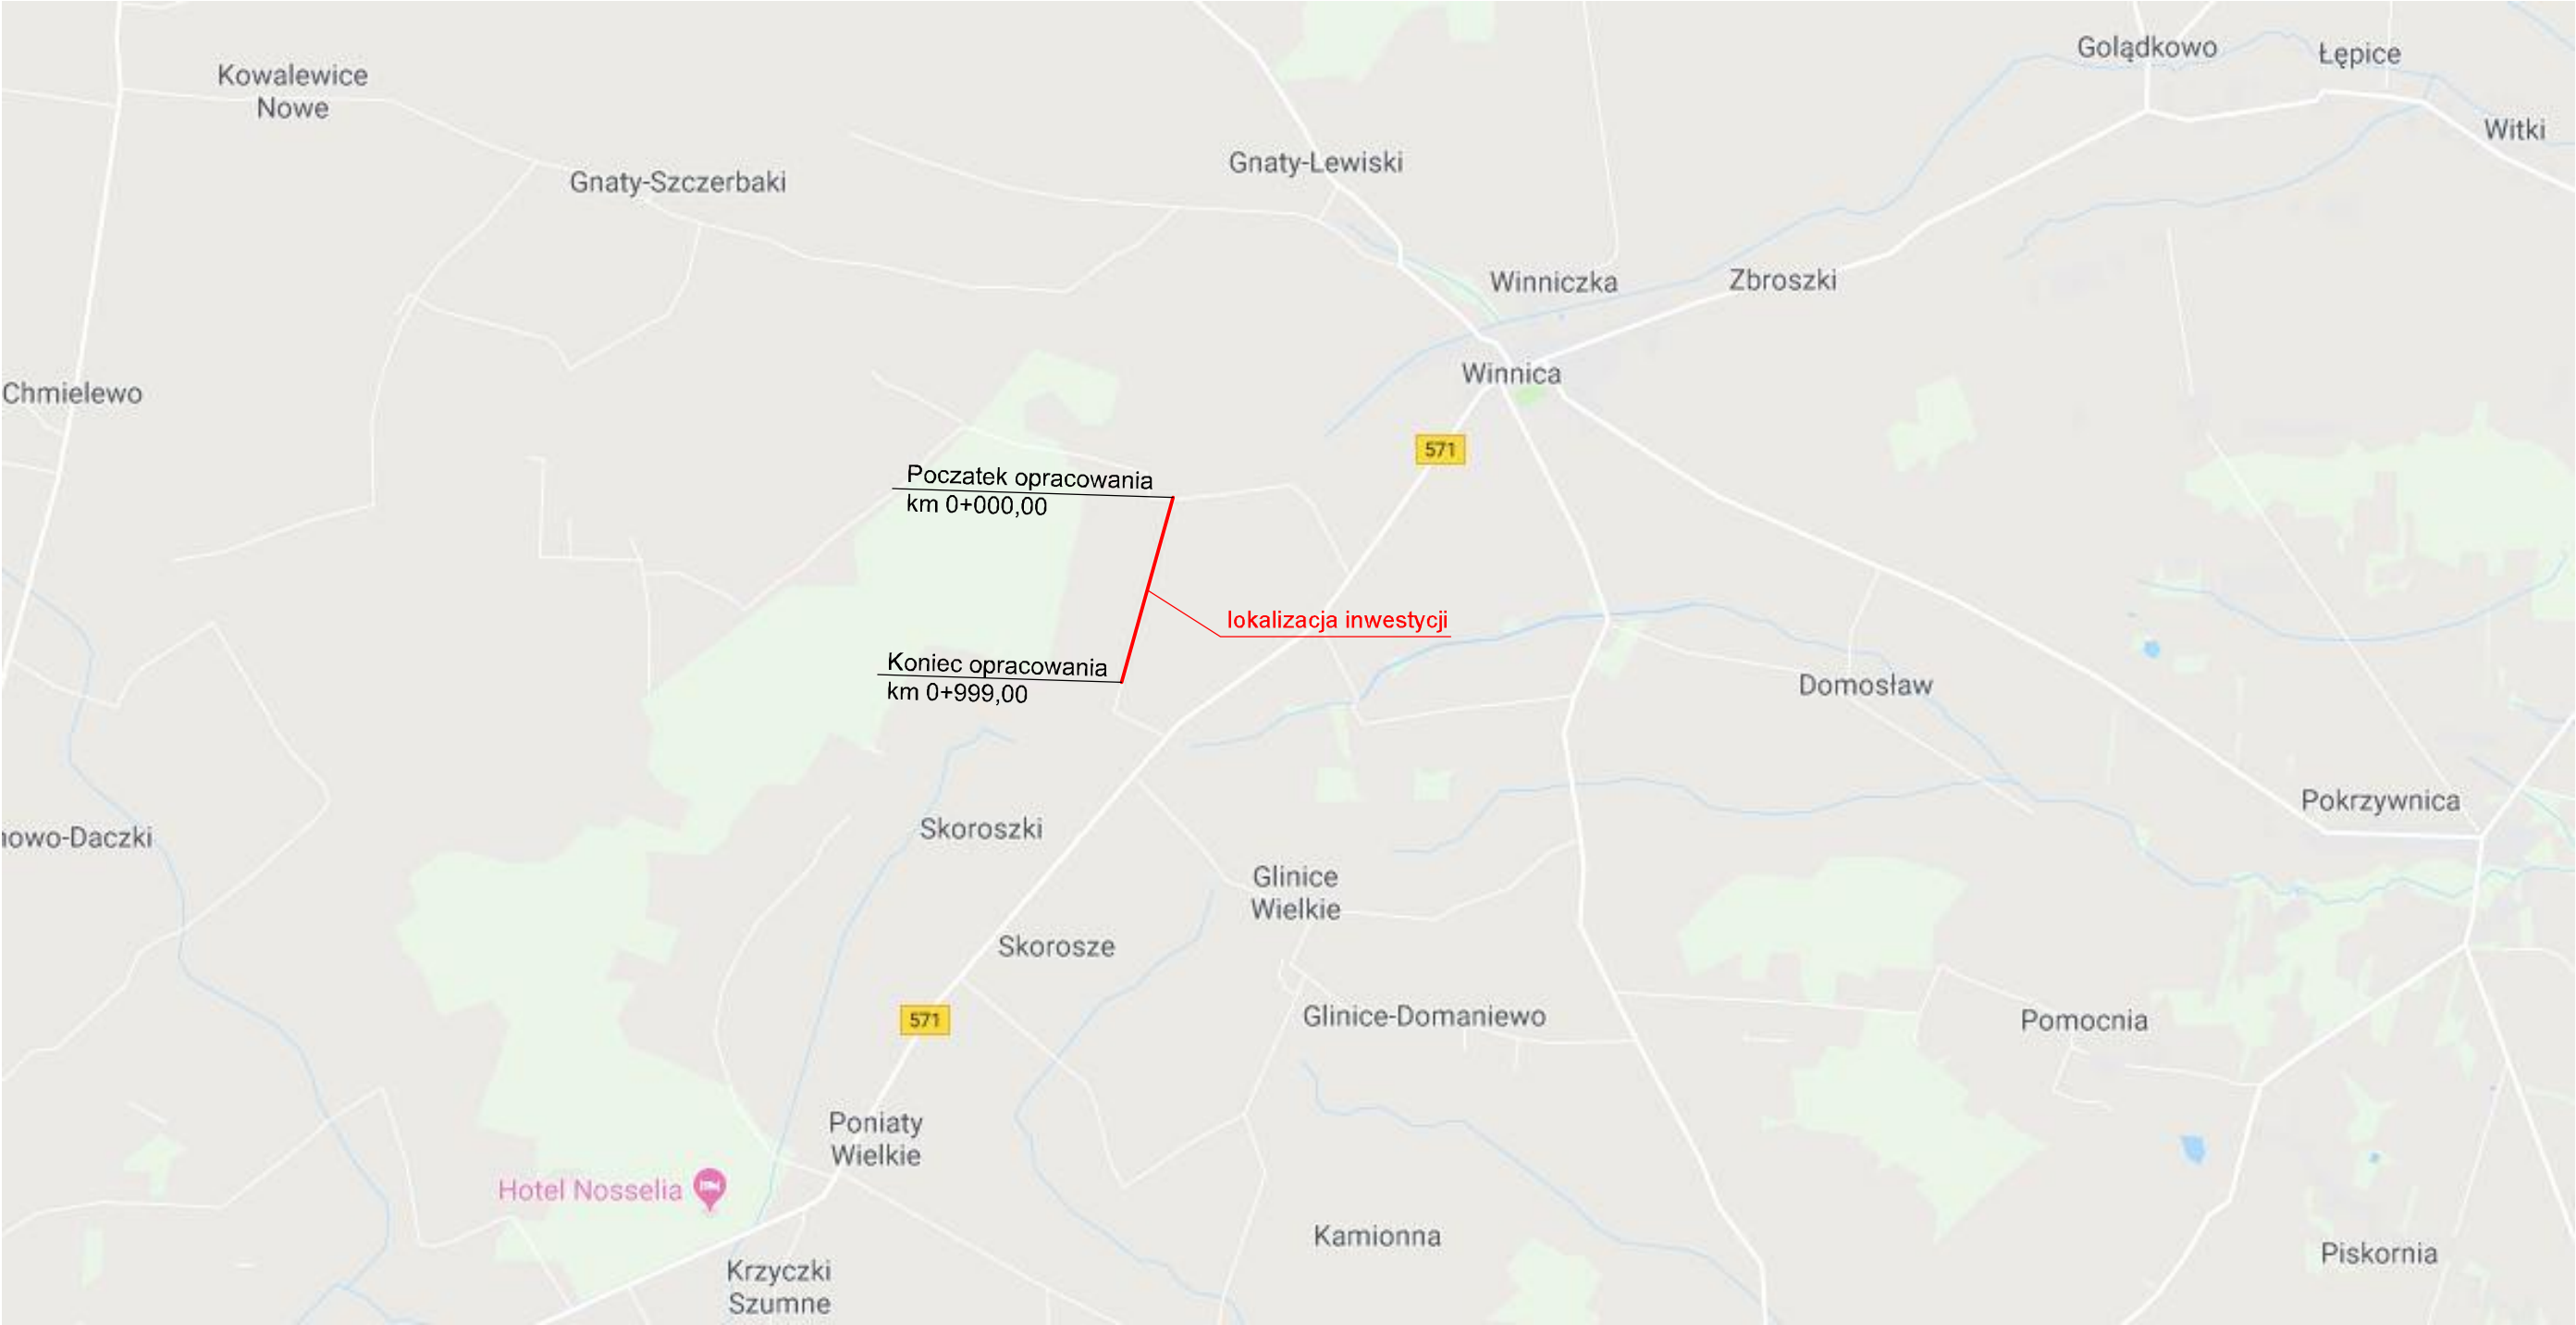 Golądkowo
Łępice
Kowalewice
Nowe
Witki
Gnaty-Lewiski
Gnaty-Szczerbaki
Winniczka
Zbroszki
Winnica
Chmielewo
571
Poczatek opracowania
km 0+000,00
lokalizacja inwestycji
Koniec opracowania
km 0+999,00
Domosław
Pokrzywnica
Skoroszki
nowo-Daczki
Glinice
Wielkie
Skorosze
571
Glinice-Domaniewo
Pomocnia
Poniaty
Wielkie
Hotel Nosselia
Kamionna
Piskornia
Krzyczki
Szumne